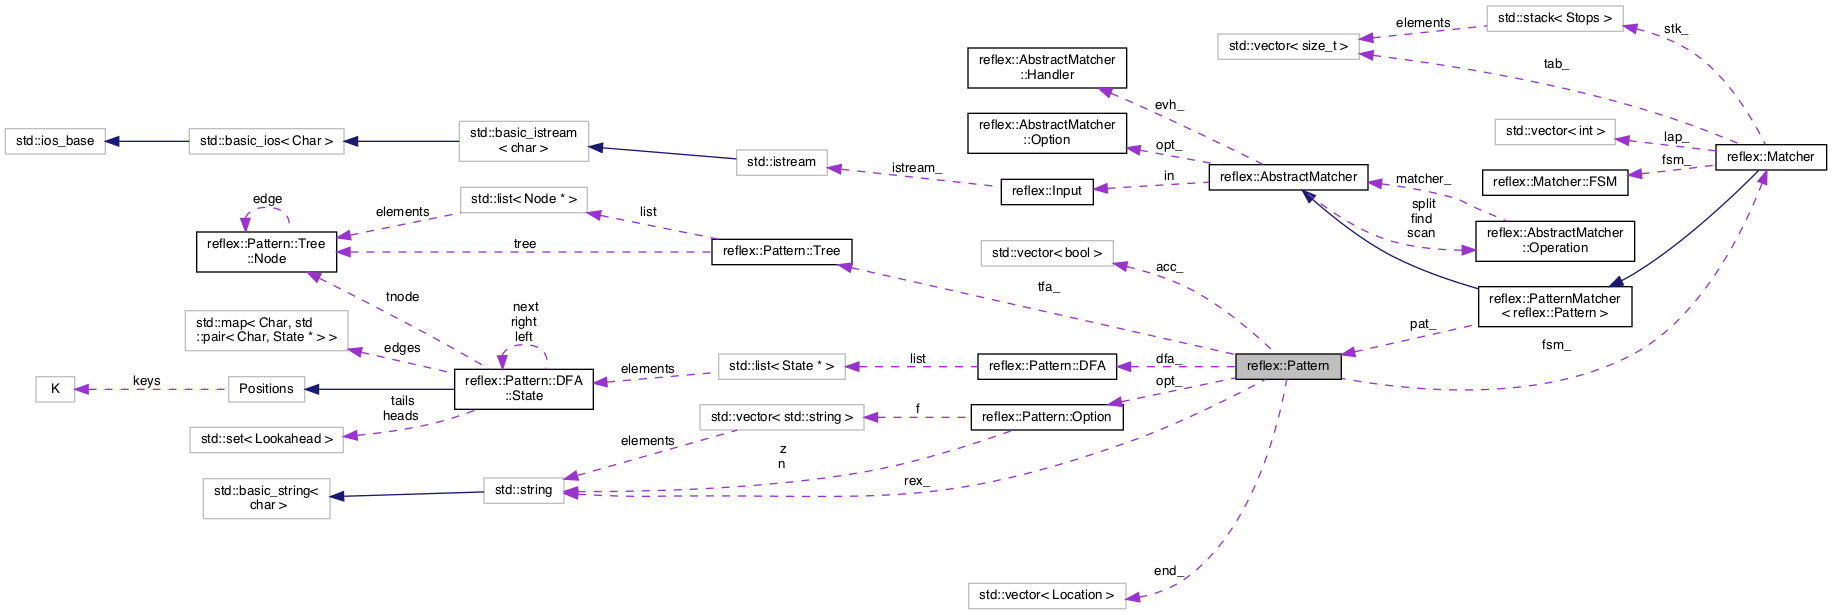 elements
std::stack< Stops >
stk_
std::vector< size_t >
tab_
reflex::AbstractMatcher
::Handler
evh_
reflex::AbstractMatcher
::Option
opt_
std::vector< int >
lap_
fsm_
reflex::Matcher
reflex::Matcher::FSM
std::ios_base
std::basic_ios< Char >
std::basic_istream
< char >
std::istream
istream_
reflex::Input
in
reflex::AbstractMatcher
matcher_
split
find
scan
reflex::AbstractMatcher
::Operation
edge
reflex::Pattern::Tree
::Node
elements
std::list< Node * >
list
tree
reflex::Pattern::Tree
std::vector< bool >
acc_
tfa_
reflex::PatternMatcher
< reflex::Pattern >
pat_
fsm_
tnode
next
right
left
std::map< Char, std
::pair< Char, State * > >
edges
K
keys
Positions
reflex::Pattern::DFA
::State
elements
std::list< State * >
list
reflex::Pattern::DFA
dfa_
reflex::Pattern
opt_
tails
heads
std::set< Lookahead >
std::vector< std::string >
f
reflex::Pattern::Option
elements
z
n
rex_
std::basic_string<
char >
std::string
end_
std::vector< Location >